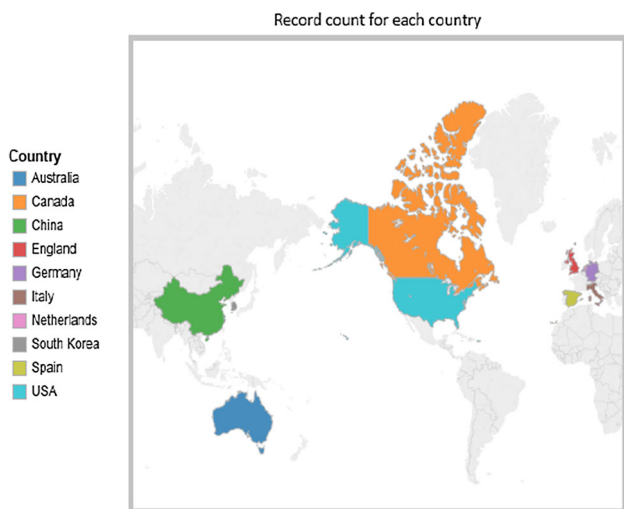 Record count for each country
Country
Australia
Canada
China
England
Germany
Italy
Netherlands
South Korea
Spain
USA